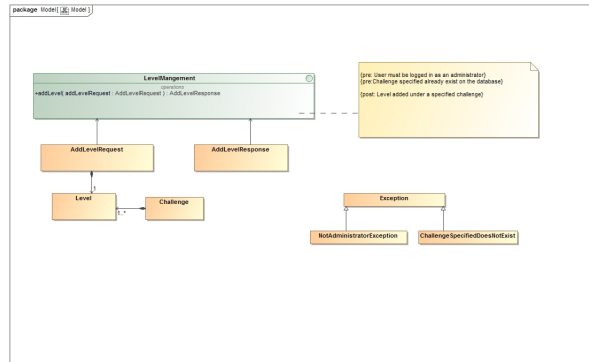 package Model[ Model ]
LevelMangement
operations
+addLevel( addLevelRequest : AddLevelRequest ) : AddLevelResponse
{pre: User must be logged in as an administrator}
{pre:Challenge specified already exist on the database}
{post: Level added under a specified challenge}
AddLevelRequest
AddLevelResponse
1
Level
Challenge
1..*
Exception
NotAdministratorException
ChallengeSpecifiedDoesNotExist